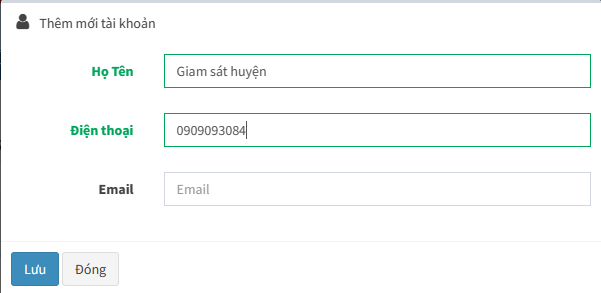 Thêm mới tài khoản
Họ Tên
Giam sát huyện
Điện thoại
0909093084
Email
Email
Lưu
Đóng